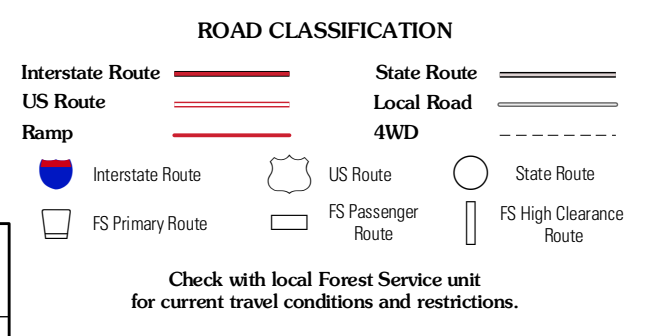 ROAD CLASSIFICATION
Interstate Route
State Route
US Route
Local Road
Ramp
4WD
Interstate Route
US Route
State Route
FS Primary Route
FS Passenger
Route
FS High Clearance
Route
Check with local Forest Service unit
for current travel conditions and restrictions.